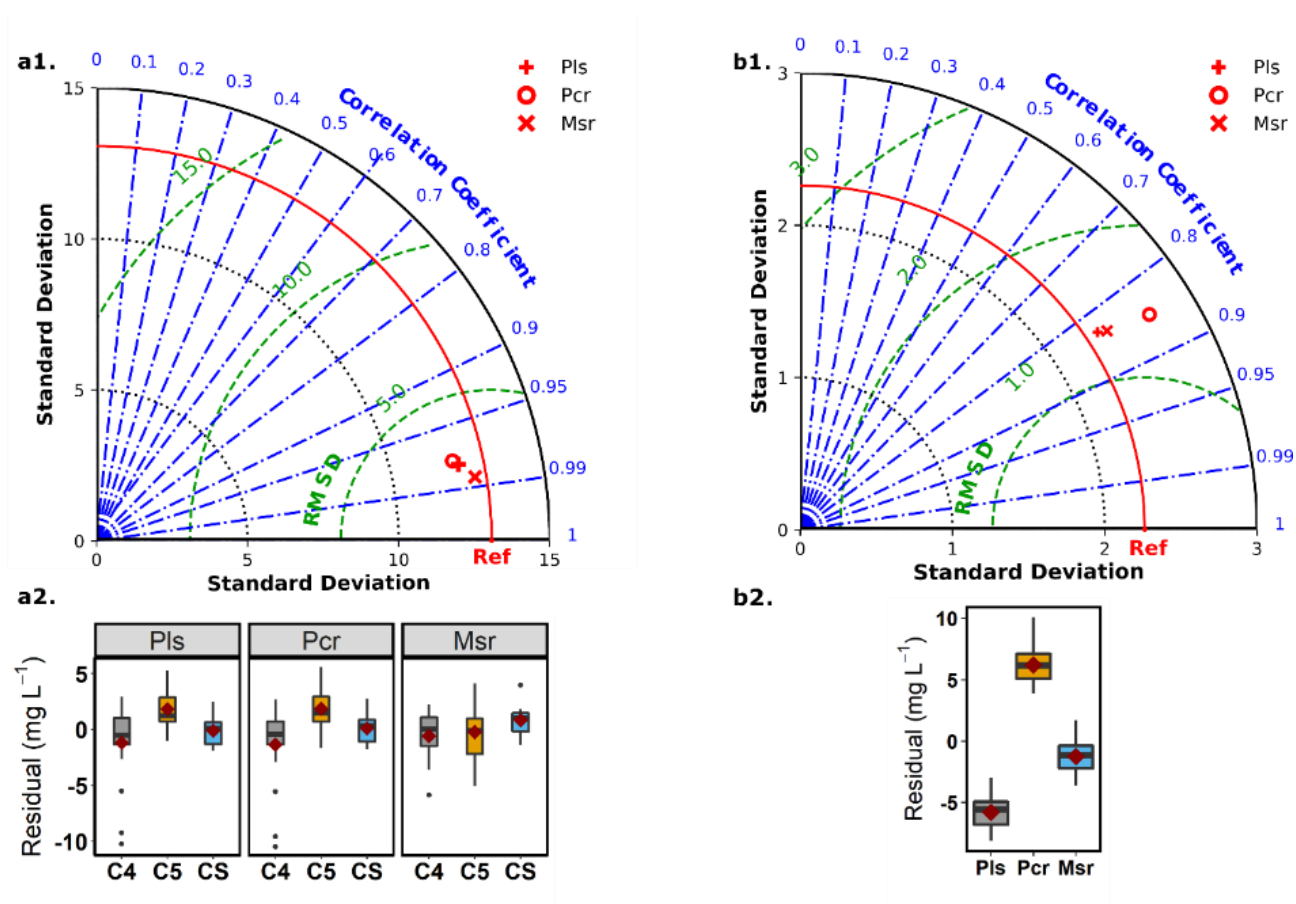 a1.
0
0.1
0.2
0.3
0.4
0.5
0.6
0.7
0.8
0.9
0.95
0.99
1
Correlation Coefficient
Pls
Pcr
Msr
15
10
5
0
Standard Deviation
15.0
10.0
5.0
RMSD
0
5
10
15
Ref
Standard Deviation
b1.
0
0.1
0.2
0.3
0.4
0.5
0.6
0.7
0.8
0.9
0.95
0.99
1
Correlation Coefficient
Pls
Pcr
Msr
3
2
1
0
Standard Deviation
3.0
2.0
1.0
RMSD
0
1
2
3
Ref
Standard Deviation
a2.
Pls
Pcr
Msr
Residual (mg L⁻¹)
5
0
-5
-10
C4 C5 CS
C4 C5 CS
C4 C5 CS
b2.
Residual (mg L⁻¹)
10
5
0
-5
Pls Pcr Msr